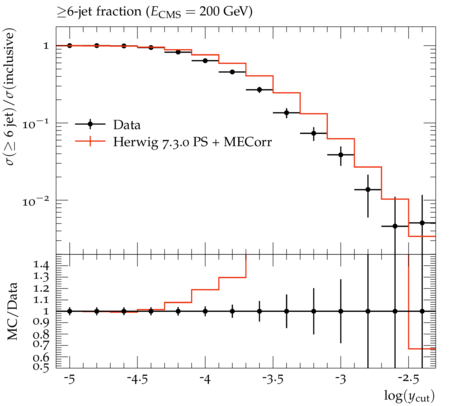 ≥6-jet fraction (E_CMS = 200 GeV)
σ(≥ 6 jet)/σ(inclusive)
1
10⁻¹
10⁻²
Data
Herwig 7.3.0 PS + MECorr
MC/Data
1.4
1.3
1.2
1.1
1
0.9
0.8
0.7
0.6
0.5
-5 -4.5 -4 -3.5 -3 -2.5
log(y_cut)